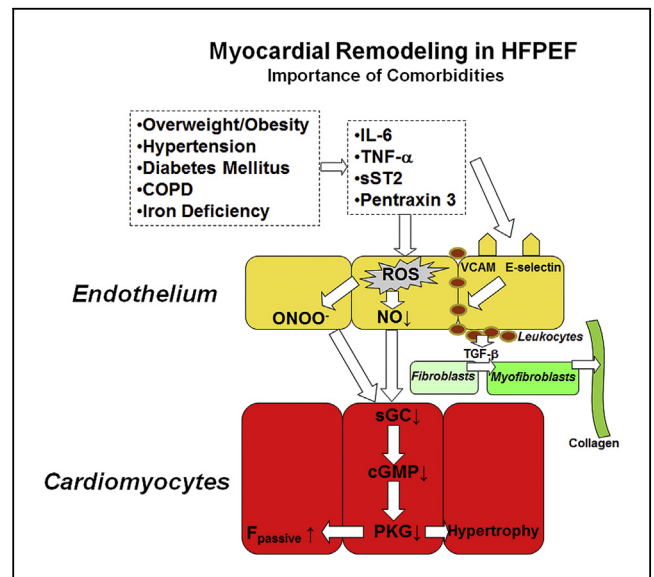 Myocardial Remodeling in HFPEF
Importance of Comorbidities
•Overweight/Obesity
•Hypertension
•Diabetes Mellitus
•COPD
•Iron Deficiency
•IL-6
•TNF-α
•sST2
•Pentraxin 3
Endothelium
ROS
ONOO-
NO↓
VCAM
E-selectin
Leukocytes
TGF-β
Fibroblasts
Myofibroblasts
Collagen
Cardiomyocytes
sGC↓
cGMP↓
Fpassive ↑
PKG↓
Hypertrophy